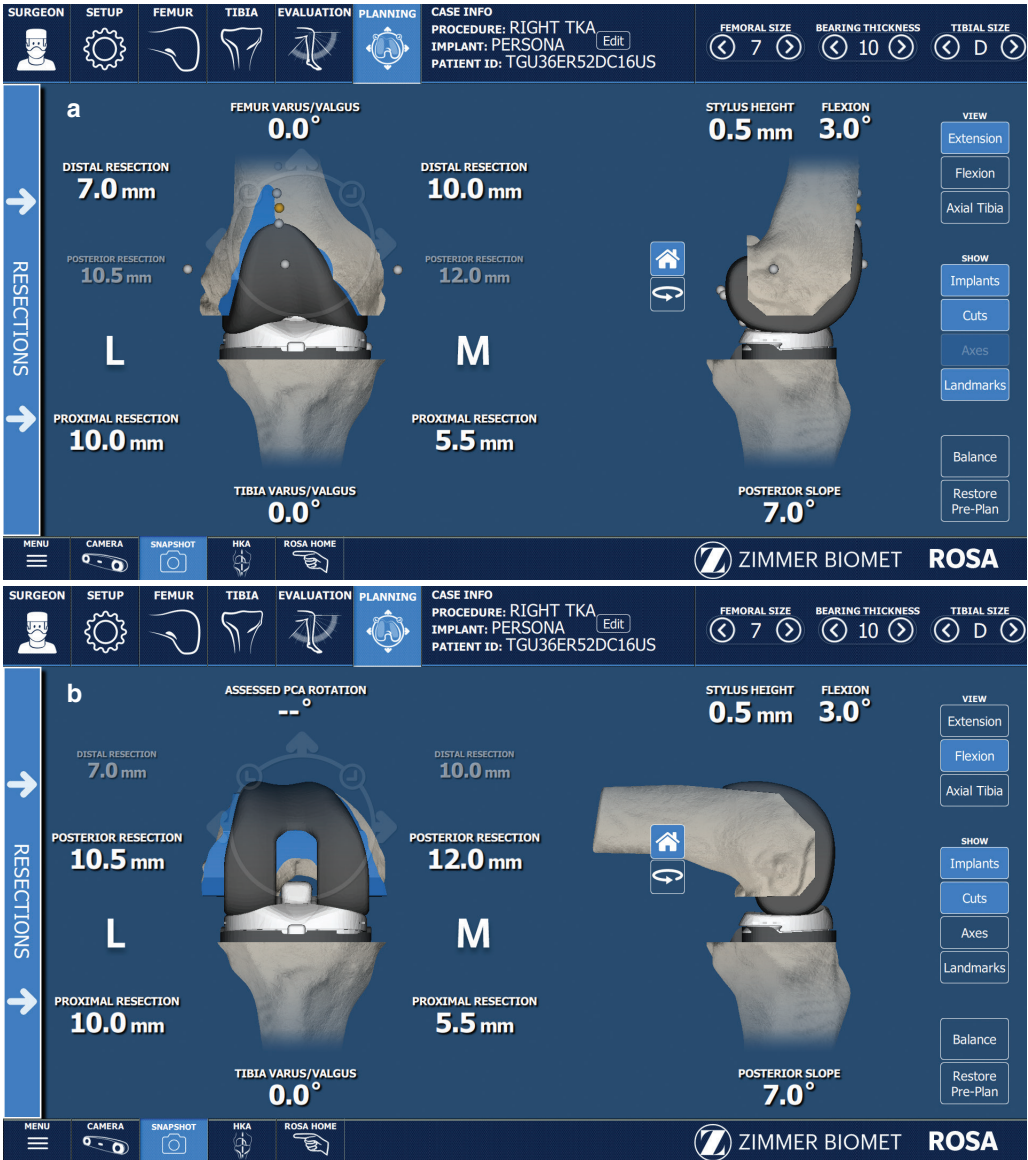 SURGEON SETUP FEMUR TIBIA EVALUATION PLANNING
CASE INFO
PROCEDURE: RIGHT TKA
IMPLANT: PERSONA Edit
PATIENT ID: TGU36ER52DC16US
FEMORAL SIZE BEARING THICKNESS TIBIAL SIZE
7 10 D
a
FEMUR VARUS/VALGUS
0.0°
STYLUS HEIGHT FLEXION
0.5 mm 3.0°
DISTAL RESECTION
7.0 mm
DISTAL RESECTION
10.0 mm
POSTERIOR RESECTION
10.5 mm
POSTERIOR RESECTION
12.0 mm
L M
PROXIMAL RESECTION
10.0 mm
PROXIMAL RESECTION
5.5 mm
TIBIA VARUS/VALGUS
0.0°
POSTERIOR SLOPE
7.0°
RESECTIONS
VIEW
Extension
Flexion
Axial Tibia
SHOW
Implants
Cuts
Axes
Landmarks
Balance
Restore
Pre-Plan
MENU CAMERA SNAPSHOT HKA ROSA HOME
ZIMMER BIOMET ROSA
SURGEON SETUP FEMUR TIBIA EVALUATION PLANNING
CASE INFO
PROCEDURE: RIGHT TKA
IMPLANT: PERSONA Edit
PATIENT ID: TGU36ER52DC16US
FEMORAL SIZE BEARING THICKNESS TIBIAL SIZE
7 10 D
b
ASSESSED PCA ROTATION
--°
STYLUS HEIGHT FLEXION
0.5 mm 3.0°
DISTAL RESECTION
7.0 mm
DISTAL RESECTION
10.0 mm
POSTERIOR RESECTION
10.5 mm
POSTERIOR RESECTION
12.0 mm
L M
PROXIMAL RESECTION
10.0 mm
PROXIMAL RESECTION
5.5 mm
TIBIA VARUS/VALGUS
0.0°
POSTERIOR SLOPE
7.0°
RESECTIONS
VIEW
Extension
Flexion
Axial Tibia
SHOW
Implants
Cuts
Axes
Landmarks
Balance
Restore
Pre-Plan
MENU CAMERA SNAPSHOT HKA ROSA HOME
ZIMMER BIOMET ROSA